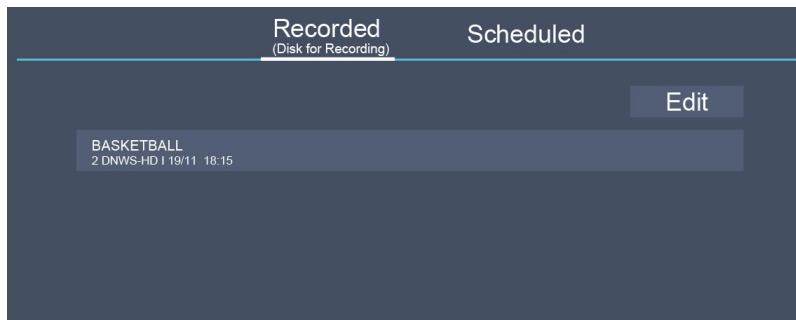 Recorded
(Disk for Recording)
Scheduled
Edit
BASKETBALL
2 DNWS-HD I 19/11 18:15